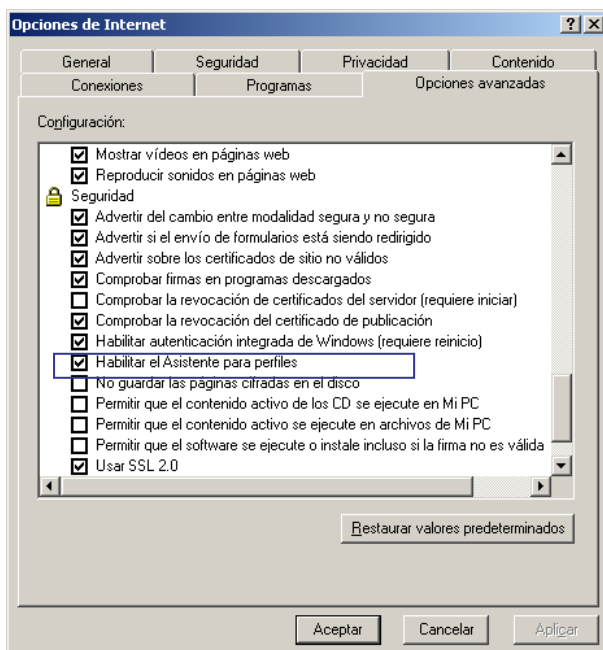 Opciones de Internet
General Seguridad Privacidad Contenido
Conexiones Programas Opciones avanzadas
Configuración:
Mostrar vídeos en páginas web
Reproducir sonidos en páginas web
Seguridad
Advertir del cambio entre modalidad segura y no segura
Advertir si el envío de formularios está siendo redirigido
Advertir sobre los certificados de sitio no válidos
Comprobar firmas en programas descargados
Comprobar la revocación de certificados del servidor (requiere iniciar)
Comprobar la revocación del certificado de publicación
Habilitar autenticación integrada de Windows (requiere reinicio)
Habilitar el Asistente para perfiles
No guardar las páginas cifradas en el disco
Permitir que el contenido activo de los CD se ejecute en Mi PC
Permitir que el contenido activo se ejecute en archivos de Mi PC
Permitir que el software se ejecute o instale incluso si la firma no es válida
Usar SSL 2.0
Restaurar valores predeterminados
Aceptar Cancelar Aplicar